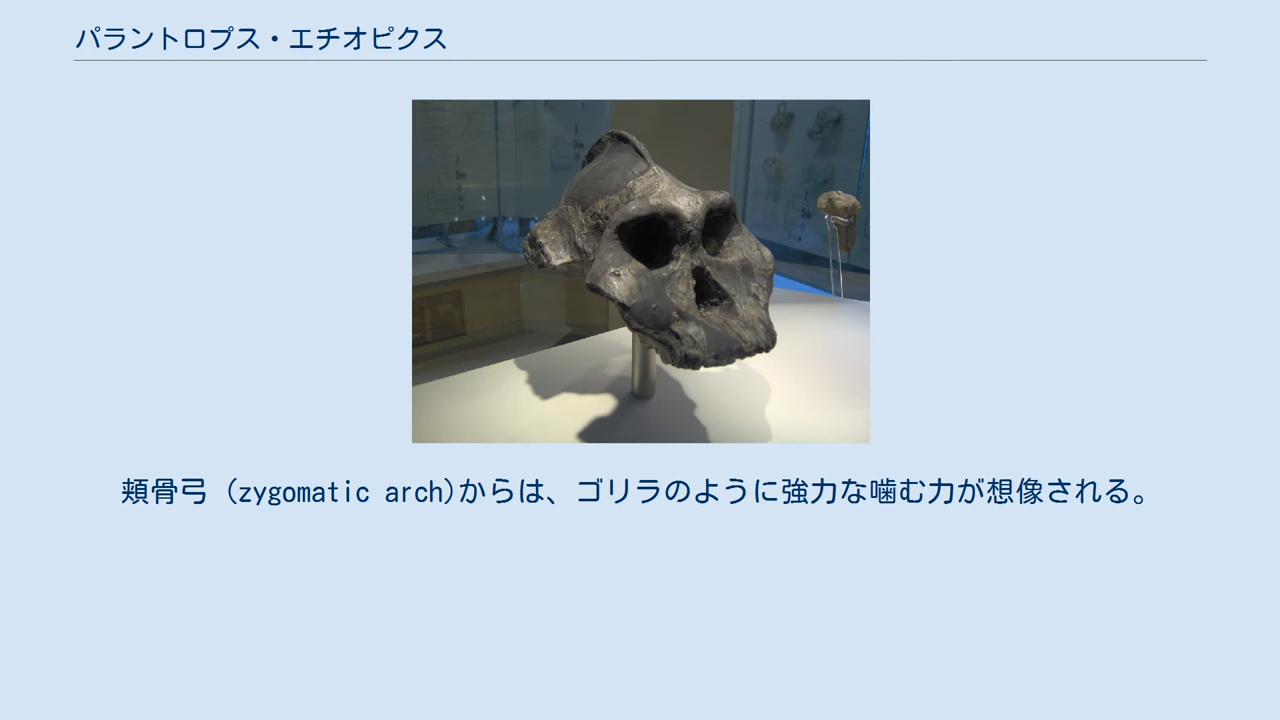 パラントロプス・エチオピクス
頬骨弓 (zygomatic arch)からは、ゴリラのように強力な噛む力が想像される。